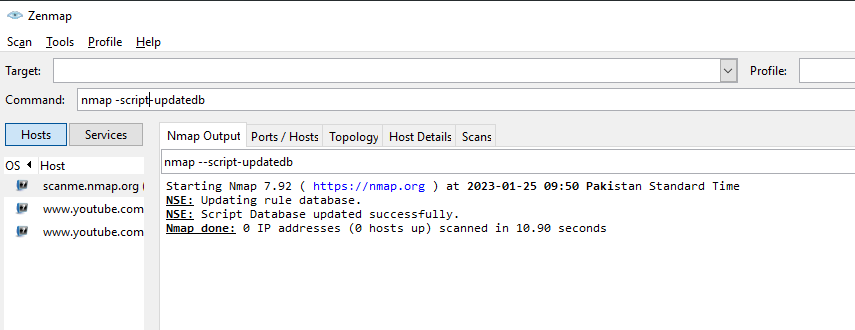 Zenmap
Scan Tools Profile Help
Target: Profile:
Command: nmap -script-updatedb
Hosts Services Nmap Output Ports / Hosts Topology Host Details Scans
OS Host
nmap --script-updatedb
scanme.nmap.org (
www.youtube.com
www.youtube.com
Starting Nmap 7.92 ( https://nmap.org ) at 2023-01-25 09:50 Pakistan Standard Time
NSE: Updating rule database.
NSE: Script Database updated successfully.
Nmap done: 0 IP addresses (0 hosts up) scanned in 10.90 seconds